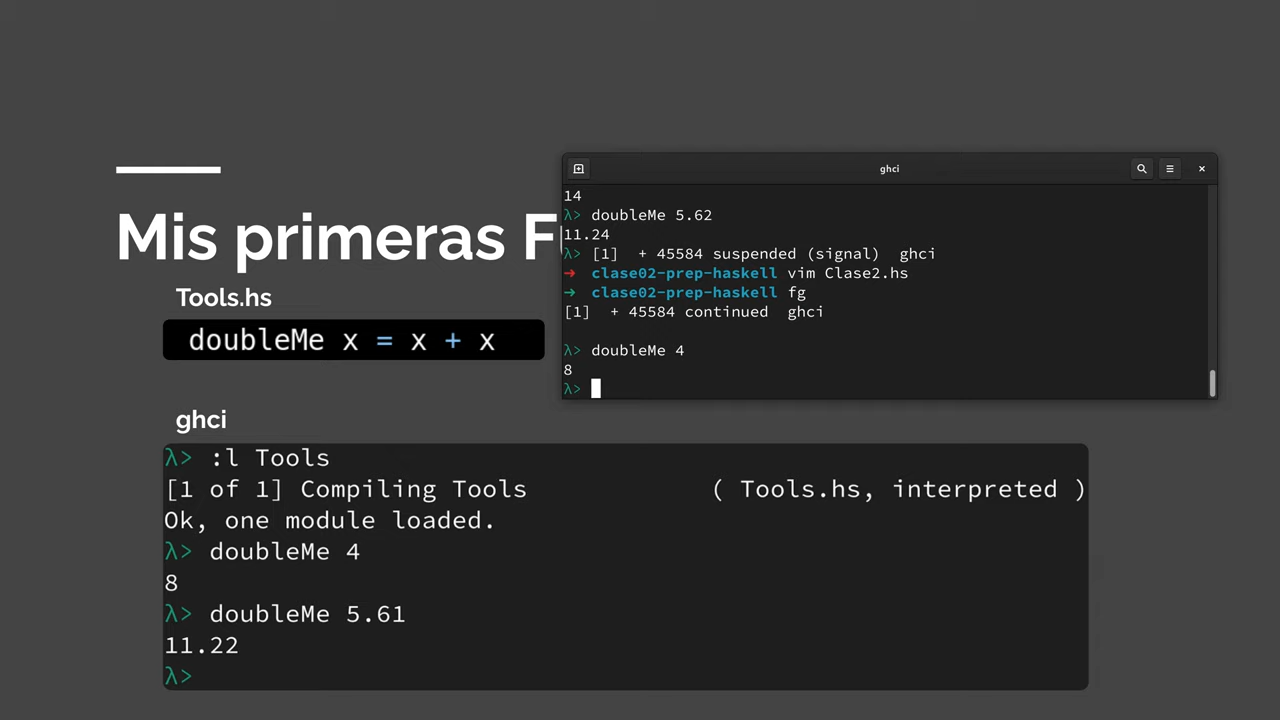 Mis primeras F
Tools.hs
doubleMe x = x + x
ghci
14
λ> doubleMe 5.62
11.24
λ> [1]  + 45584 suspended (signal)  ghci
→ clase02-prep-haskell vim Clase2.hs
→ clase02-prep-haskell fg
[1]  + 45584 continued  ghci
λ> doubleMe 4
8
λ>
ghci
λ> :l Tools
[1 of 1] Compiling Tools ( Tools.hs, interpreted )
Ok, one module loaded.
λ> doubleMe 4
8
λ> doubleMe 5.61
11.22
λ>